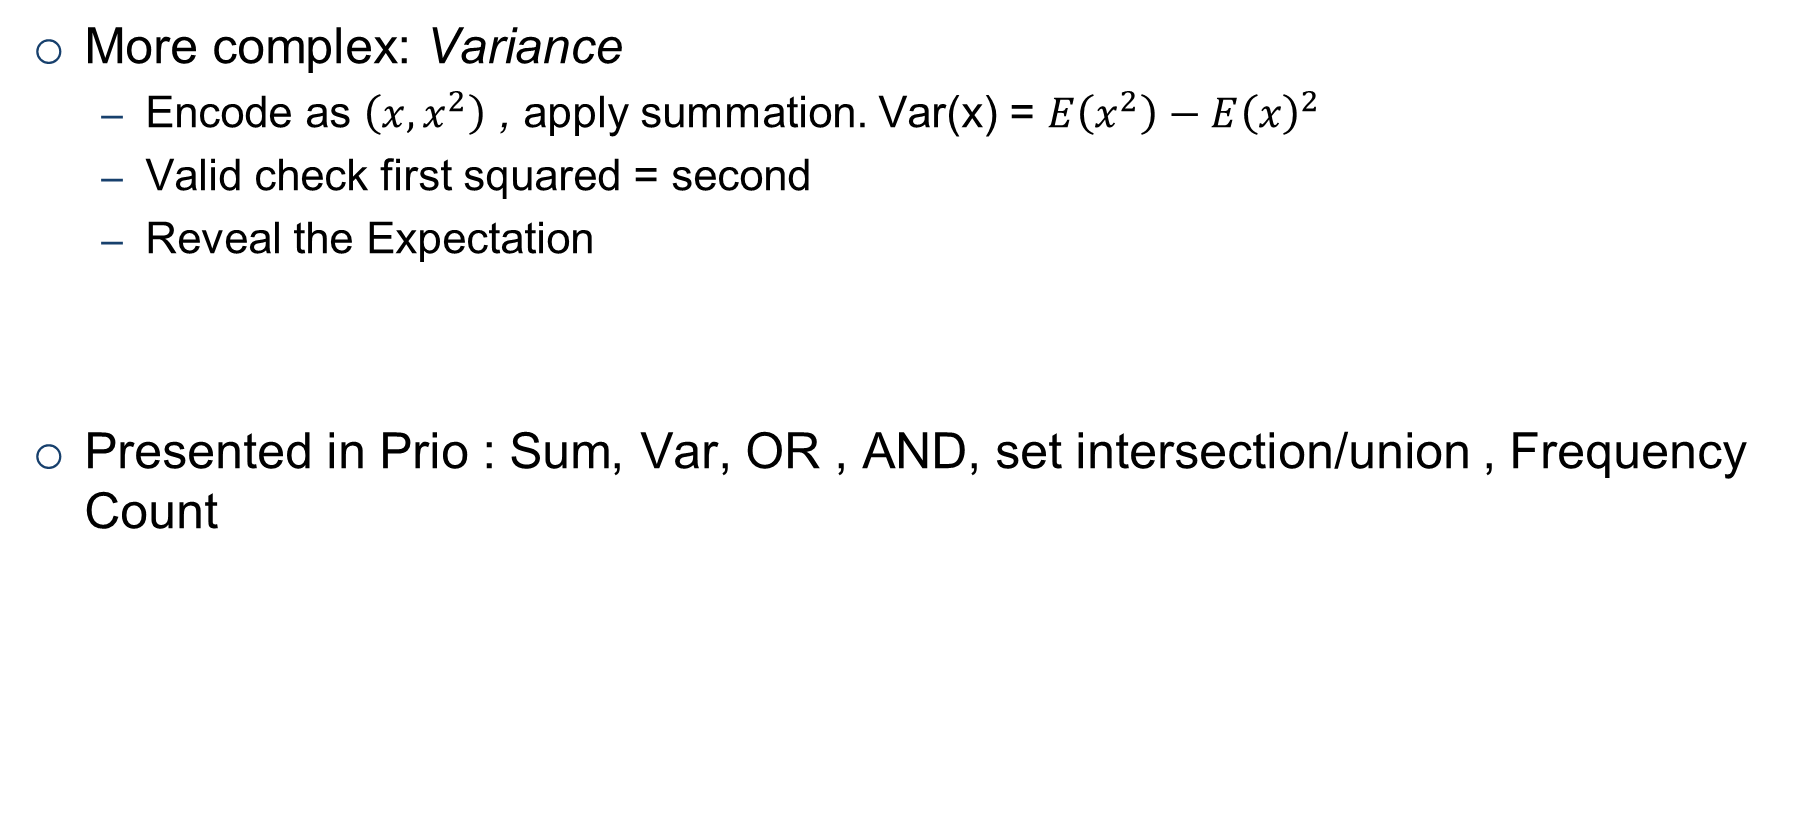 ○ More complex: Variance
– Encode as (x, x²) , apply summation. Var(x) = E(x²) – E(x)²
– Valid check first squared = second
– Reveal the Expectation
○ Presented in Prio : Sum, Var, OR , AND, set intersection/union , Frequency
Count